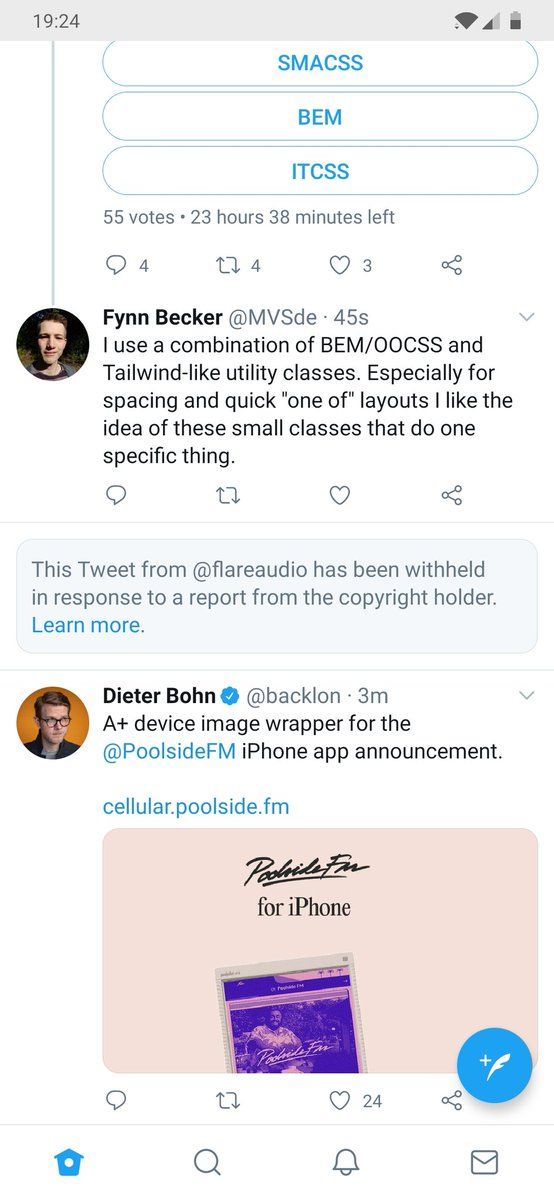 19:24
SMACSS
BEM
ITCSS
55 votes • 23 hours 38 minutes left
4 4 3
Fynn Becker @MVSde · 45s
I use a combination of BEM/OOCSS and
Tailwind-like utility classes. Especially for
spacing and quick "one of" layouts I like the
idea of these small classes that do one
specific thing.
This Tweet from @flareaudio has been withheld
in response to a report from the copyright holder.
Learn more.
Dieter Bohn @backlon · 3m
A+ device image wrapper for the
@PoolsideFM iPhone app announcement.
cellular.poolside.fm
Poolside Fm
for iPhone
Poolside FM
Poolside Fm
24